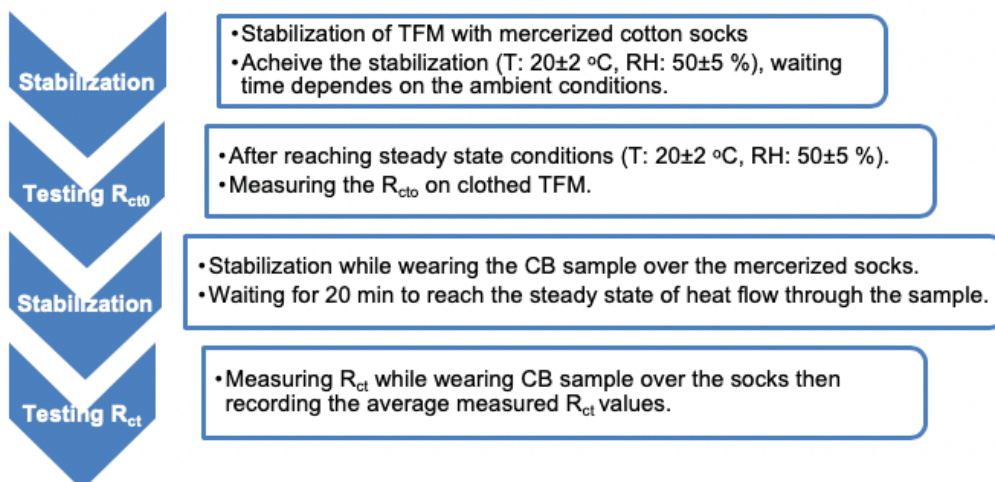 Stabilization
•Stabilization of TFM with mercerized cotton socks
•Acheive the stabilization (T: 20±2 ºC, RH: 50±5 %), waiting
time dependes on the ambient conditions.
Testing Rct0
•After reaching steady state conditions (T: 20±2 ºC, RH: 50±5 %).
•Measuring the Rcto on clothed TFM.
Stabilization
•Stabilization while wearing the CB sample over the mercerized socks.
•Waiting for 20 min to reach the steady state of heat flow through the sample.
Testing Rct
•Measuring Rct while wearing CB sample over the socks then
recording the average measured Rct values.